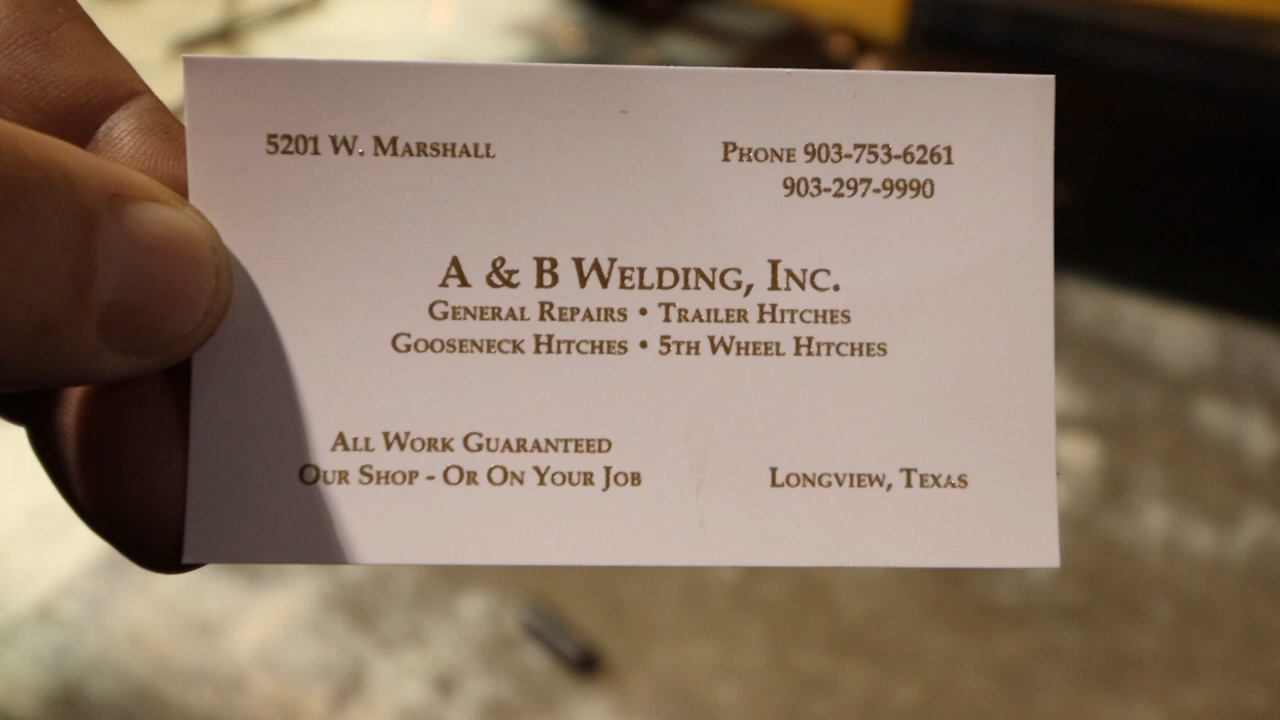 5201 W. Marshall
Phone 903-753-6261
903-297-9990
A & B Welding, Inc.
General Repairs • Trailer Hitches
Gooseneck Hitches • 5th Wheel Hitches
All Work Guaranteed
Our Shop - Or On Your Job
Longview, Texas